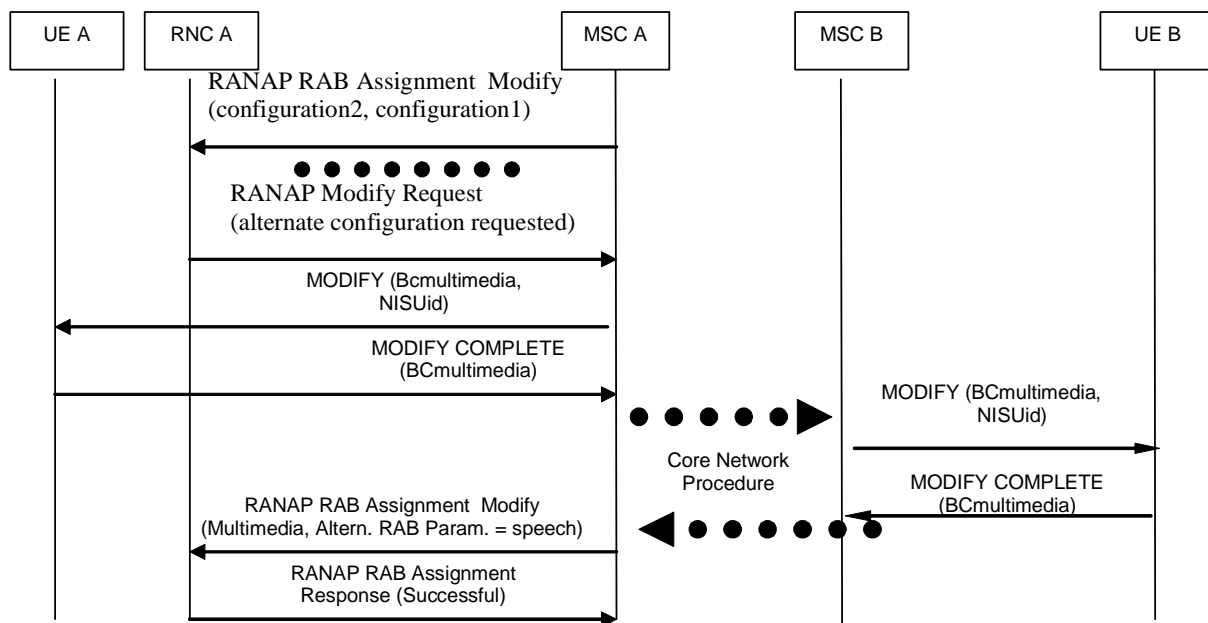 UE A
RNC A
MSC A
MSC B
UE B
RANAP RAB Assignment Modify
(configuration2, configuration1)
RANAP Modify Request
(alternate configuration requested)
MODIFY (Bcmultimedia,
NISUid)
MODIFY COMPLETE
(BCmultimedia)
MODIFY (BCmultimedia,
NISUid)
Core Network
Procedure
MODIFY COMPLETE
(BCmultimedia)
RANAP RAB Assignment Modify
(Multimedia, Altern. RAB Param. = speech)
RANAP RAB Assignment
Response (Successful)